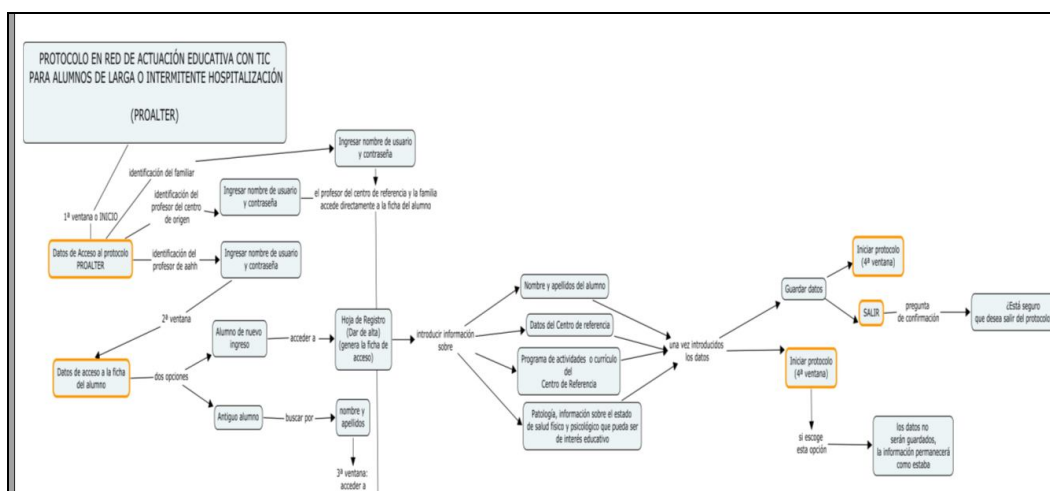 PROTOCOLO EN RED DE ACTUACIÓN EDUCATIVA CON TIC
PARA ALUMNOS DE LARGA O INTERMITENTE HOSPITALIZACIÓN
(PROALTER)
Ingresar nombre de usuario
y contraseña
identificación del familiar
identificación del
profesor del centro
de origen
Ingresar nombre de usuario
y contraseña
el profesor del centro de referencia y la familia
accede directamente a la ficha del alumno
1ª ventana o INICIO
Datos de Acceso al protocolo
PROALTER
identificación del
profesor de aahh
Ingresar nombre de usuario
y contraseña
2ª ventana
Datos de acceso a la ficha
del alumno
dos opciones
Alumno de nuevo
ingreso
acceder a
Hoja de Registro
(Dar de alta)
(genera la ficha de
acceso)
Antiguo alumno
buscar por
nombre y
apellidos
3ª ventana:
acceder a
introducir información
sobre
Nombre y apellidos del alumno
Datos del Centro de referencia
Programa de actividades o currículo
del
Centro de Referencia
Patología, información sobre el estado
de salud físico y psicológico que pueda ser
de interés educativo
una vez introducidos
los datos
Guardar datos
Iniciar protocolo
(4ª ventana)
SALIR
pregunta
de confirmación
¿Está seguro
que desea salir del protocolo
Iniciar protocolo
(4ª ventana)
si escoge
esta opción
los datos no
serán guardados,
la información permanecerá
como estaba